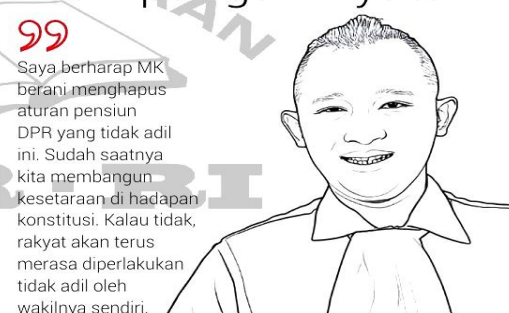 Saya berharap MK
berani menghapus
aturan pensiun
DPR yang tidak adil
ini. Sudah saatnya
kita membangun
kesetaraan di hadapan
konstitusi. Kalau tidak,
rakyat akan terus
merasa diperlakukan
tidak adil oleh
wakilnya sendiri.